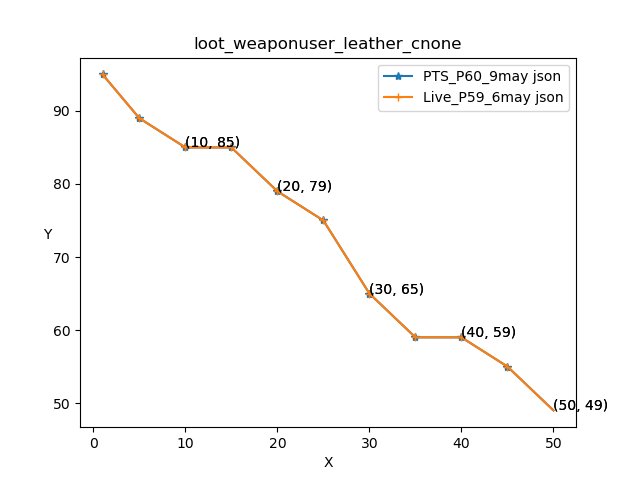 loot_weaponuser_leather_cnone
PTS_P60_9may json
Live_P59_6may json
(10, 85)
(20, 79)
(30, 65)
(40, 59)
(50, 49)
Y
90
80
70
60
50
0 10 20 30 40 50
X